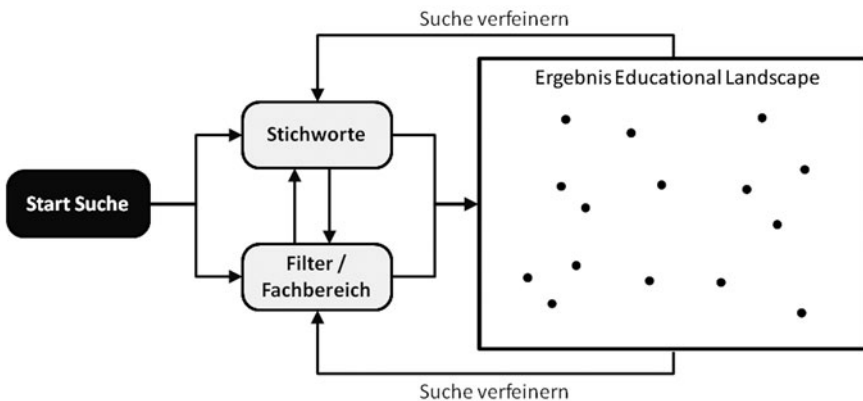 Suche verfeinern
Ergebnis Educational Landscape
Stichworte
Start Suche
Filter /
Fachbereich
Suche verfeinern